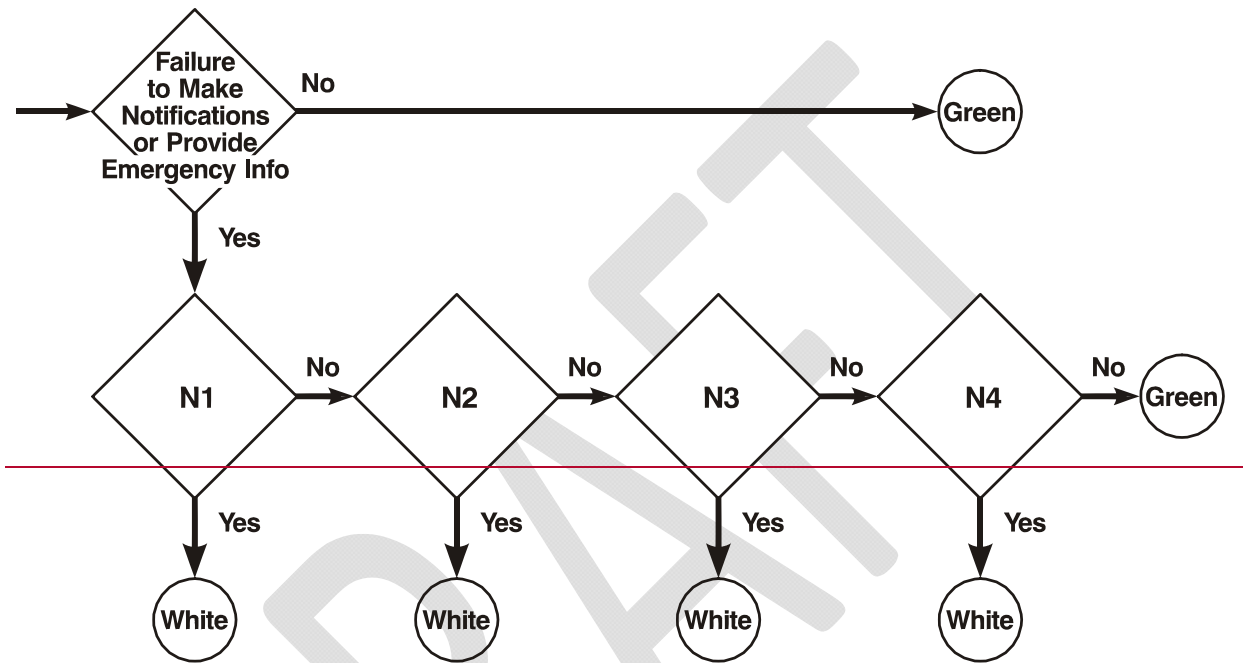 Failure
to Make
Notifications
or Provide
Emergency Info
No
Green
Yes
N1
No
N2
No
N3
No
N4
No
Green
Yes
Yes
Yes
Yes
White
White
White
White
DRAFT